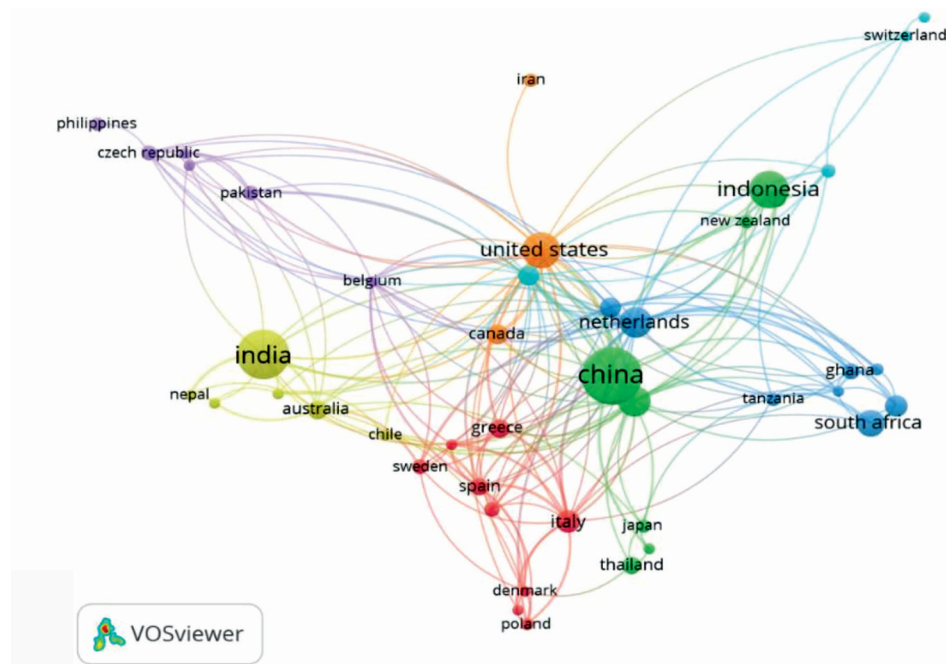 switzerland
iran
philippines
czech republic
pakistan
indonesia
new zealand
united states
belgium
netherlands
canada
india
china
ghana
nepal
australia
tanzania
chile
greece
south africa
sweden
spain
italy
japan
thailand
denmark
poland
VOSviewer